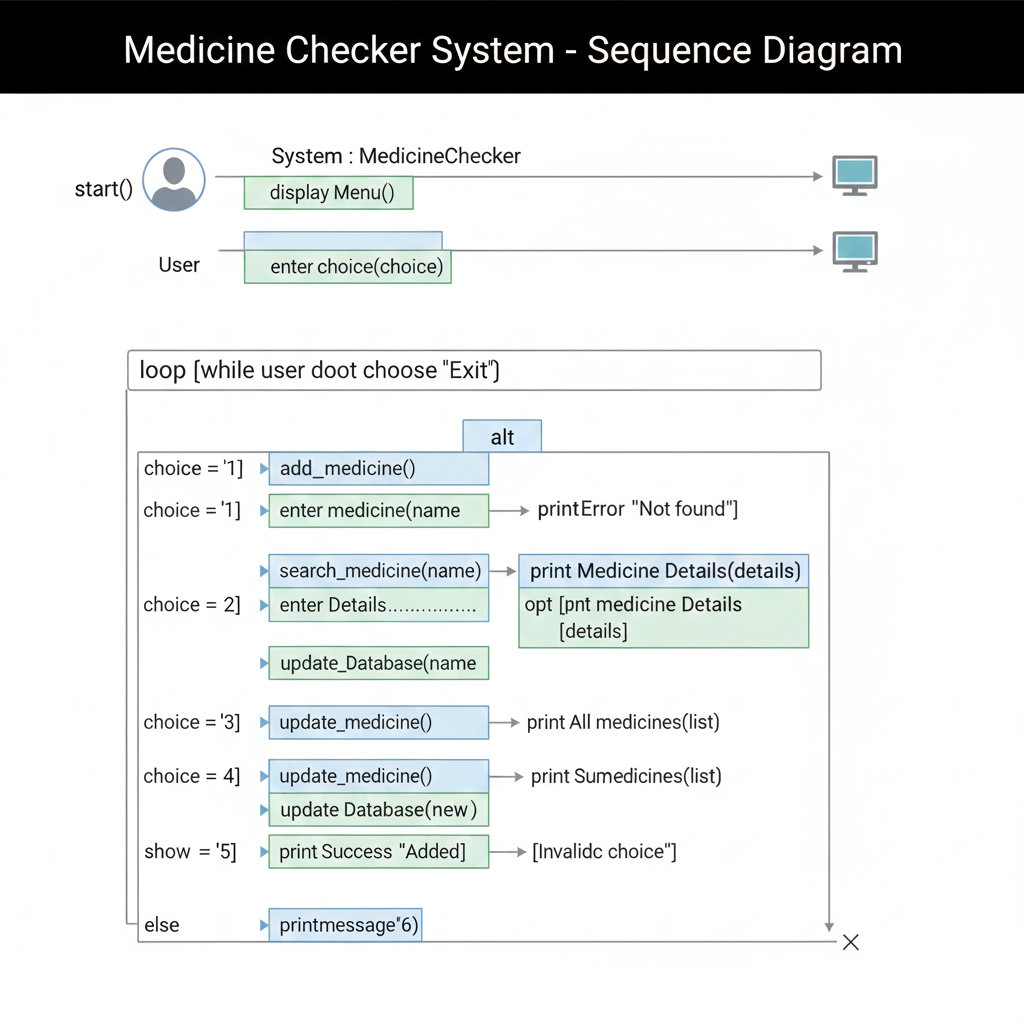 Medicine Checker System - Sequence Diagram
System : MedicineChecker
start()
display Menu()
User
enter choice(choice)
loop [while user doot choose "Exit")
alt
choice = '1] add_medicine()
choice = '1] enter medicine(name printError "Not found"]
search_medicine(name) print Medicine Details(details)
choice = 2] enter Details................ opt [pnt medicine Details
[details]
update_Database(name
choice = '3] update_medicine() print All medicines(list)
choice = 4] update_medicine() print Sumedicines(list)
update Database(new)
show = '5] print Success "Added] [Invalidc choice"]
else printmessage"6)